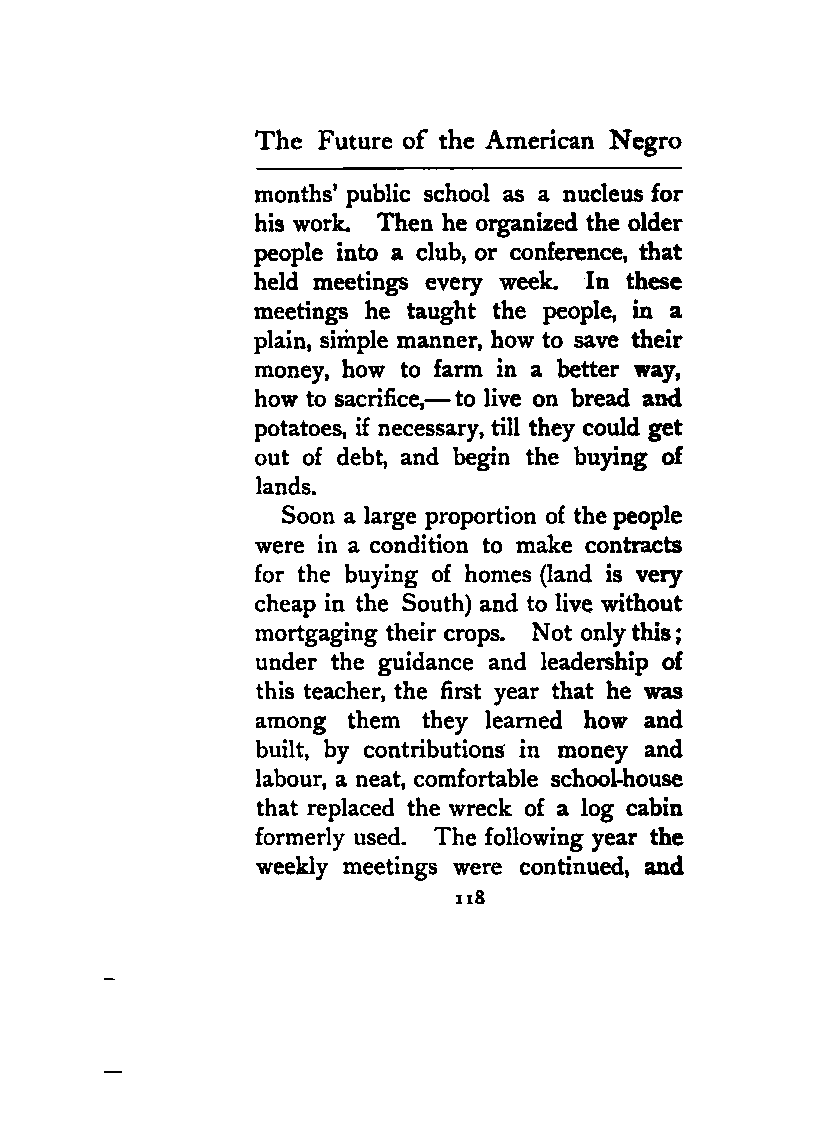 The Future of the American Negro
months' public school as a nucleus for
his work. Then he organized the older
people into a club, or conference, that
held meetings every week. In these
meetings he taught the people, in a
plain, simple manner, how to save their
money, how to farm in a better way,
how to sacrifice,—to live on bread and
potatoes, if necessary, till they could get
out of debt, and begin the buying of
lands.
Soon a large proportion of the people
were in a condition to make contracts
for the buying of homes (land is very
cheap in the South) and to live without
mortgaging their crops. Not only this;
under the guidance and leadership of
this teacher, the first year that he was
among them they learned how and
built, by contributions in money and
labour, a neat, comfortable school-house
that replaced the wreck of a log cabin
formerly used. The following year the
weekly meetings were continued, and
118